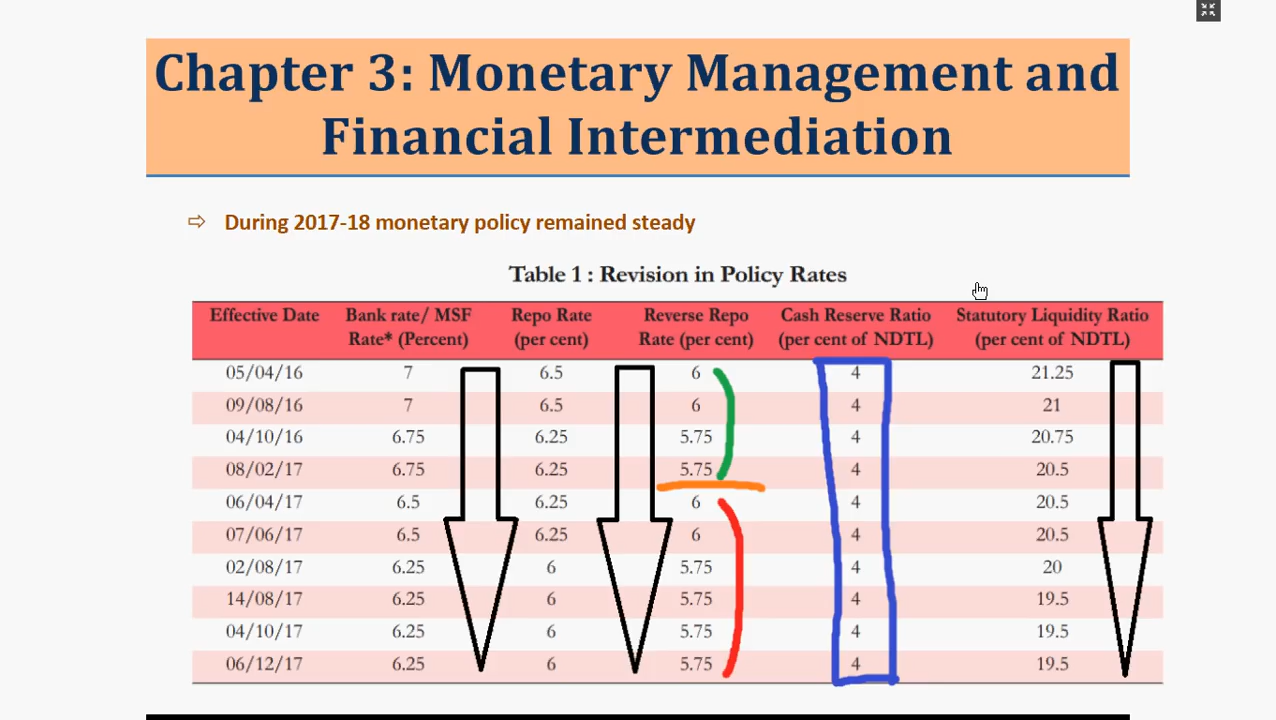 Chapter 3: Monetary Management and
Financial Intermediation
⇨ During 2017-18 monetary policy remained steady
Table 1 : Revision in Policy Rates
Effective Date Bank rate/ MSF Rate* (Percent) Repo Rate (per cent) Reverse Repo Rate (per cent) Cash Reserve Ratio (per cent of NDTL) Statutory Liquidity Ratio (per cent of NDTL)
05/04/16 7 6.5 6 4 21.25
09/08/16 7 6.5 6 4 21
04/10/16 6.75 6.25 5.75 4 20.75
08/02/17 6.75 6.25 5.75 4 20.5
06/04/17 6.5 6.25 6 4 20.5
07/06/17 6.5 6.25 6 4 20.5
02/08/17 6.25 6 5.75 4 20
14/08/17 6.25 6 5.75 4 19.5
04/10/17 6.25 6 5.75 4 19.5
06/12/17 6.25 6 5.75 4 19.5